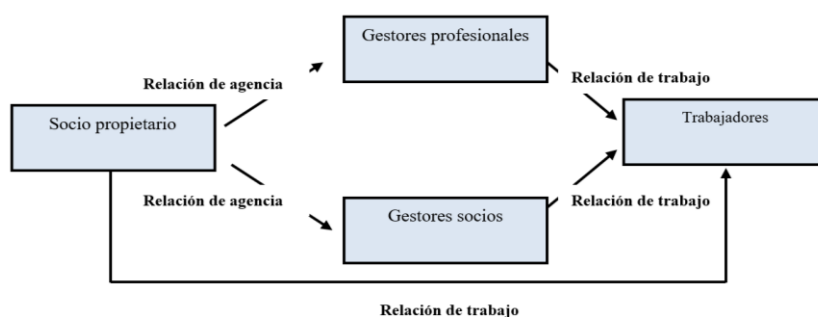 Gestores profesionales
Relación de agencia
Relación de trabajo
Socio propietario
Trabajadores
Relación de agencia
Gestores socios
Relación de trabajo
Relación de trabajo